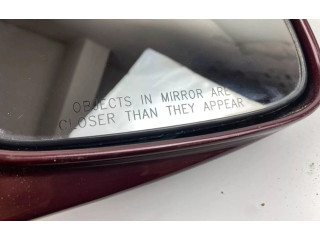 OBJECTS IN MIRROR ARE
CLOSER THAN THEY APPEAR